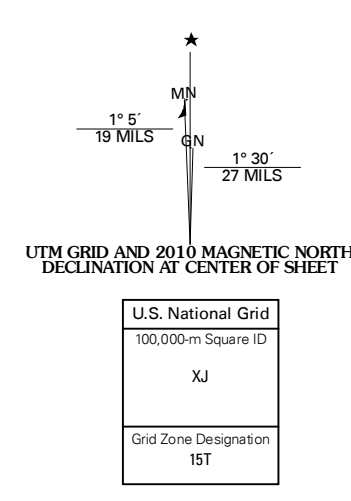 ★
MN
1° 5´
19 MILS
GN
1° 30´
27 MILS
UTM GRID AND 2010 MAGNETIC NORTH
DECLINATION AT CENTER OF SHEET
U.S. National Grid
100,000-m Square ID
XJ
Grid Zone Designation
15T